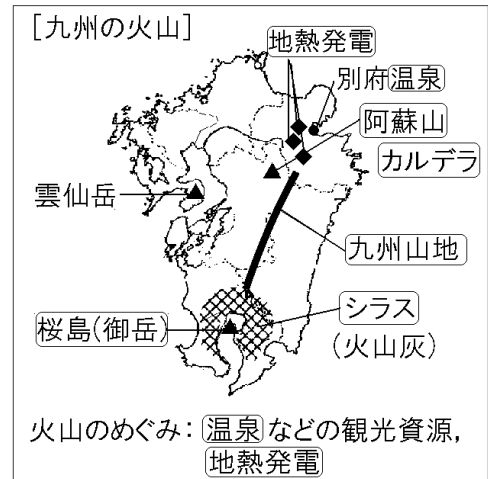 [九州の火山]
地熱発電
別府温泉
阿蘇山
カルデラ
雲仙岳
九州山地
桜島(御岳)
シラス
(火山灰)
火山のめぐみ：温泉などの観光資源，
地熱発電